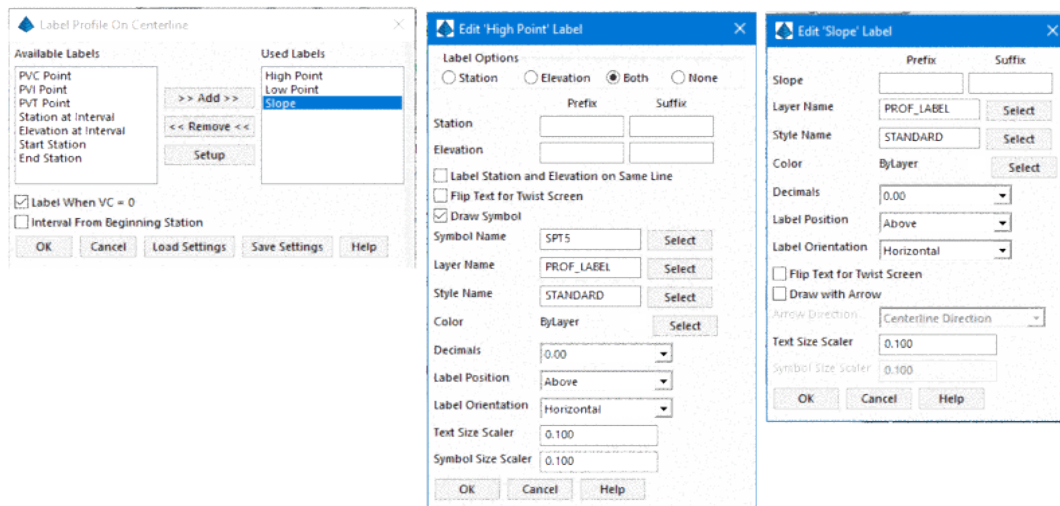 Label Profile On Centerline
Available Labels
Used Labels
PVC Point
PVI Point
PVT Point
Station at Interval
Elevation at Interval
Start Station
End Station
>> Add >>
<< Remove <<
Setup
High Point
Low Point
Slope
Label When VC = 0
Interval From Beginning Station
OK Cancel Load Settings Save Settings Help
Edit 'High Point' Label
Label Options
Station Elevation Both None
Prefix Suffix
Station
Elevation
Label Station and Elevation on Same Line
Flip Text for Twist Screen
Draw Symbol
Symbol Name SPT5 Select
Layer Name PROF_LABEL Select
Style Name STANDARD Select
Color ByLayer Select
Decimals 0.00
Label Position Above
Label Orientation Horizontal
Text Size Scaler 0.100
Symbol Size Scaler 0.100
OK Cancel Help
Edit 'Slope' Label
Prefix Suffix
Slope
Layer Name PROF_LABEL Select
Style Name STANDARD Select
Color ByLayer Select
Decimals 0.00
Label Position Above
Label Orientation Horizontal
Flip Text for Twist Screen
Draw with Arrow
Arrow Direction Centerline Direction
Text Size Scaler 0.100
Symbol Size Scaler 0.100
OK Cancel Help